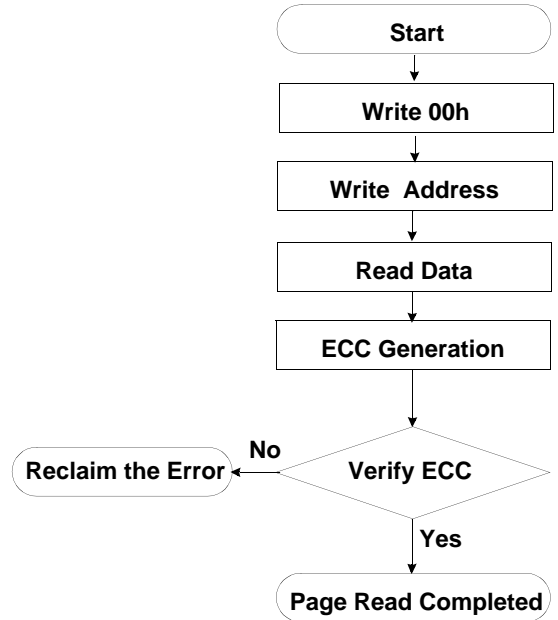 Start
Write 00h
Write Address
Read Data
ECC Generation
Verify ECC
No
Reclaim the Error
Yes
Page Read Completed